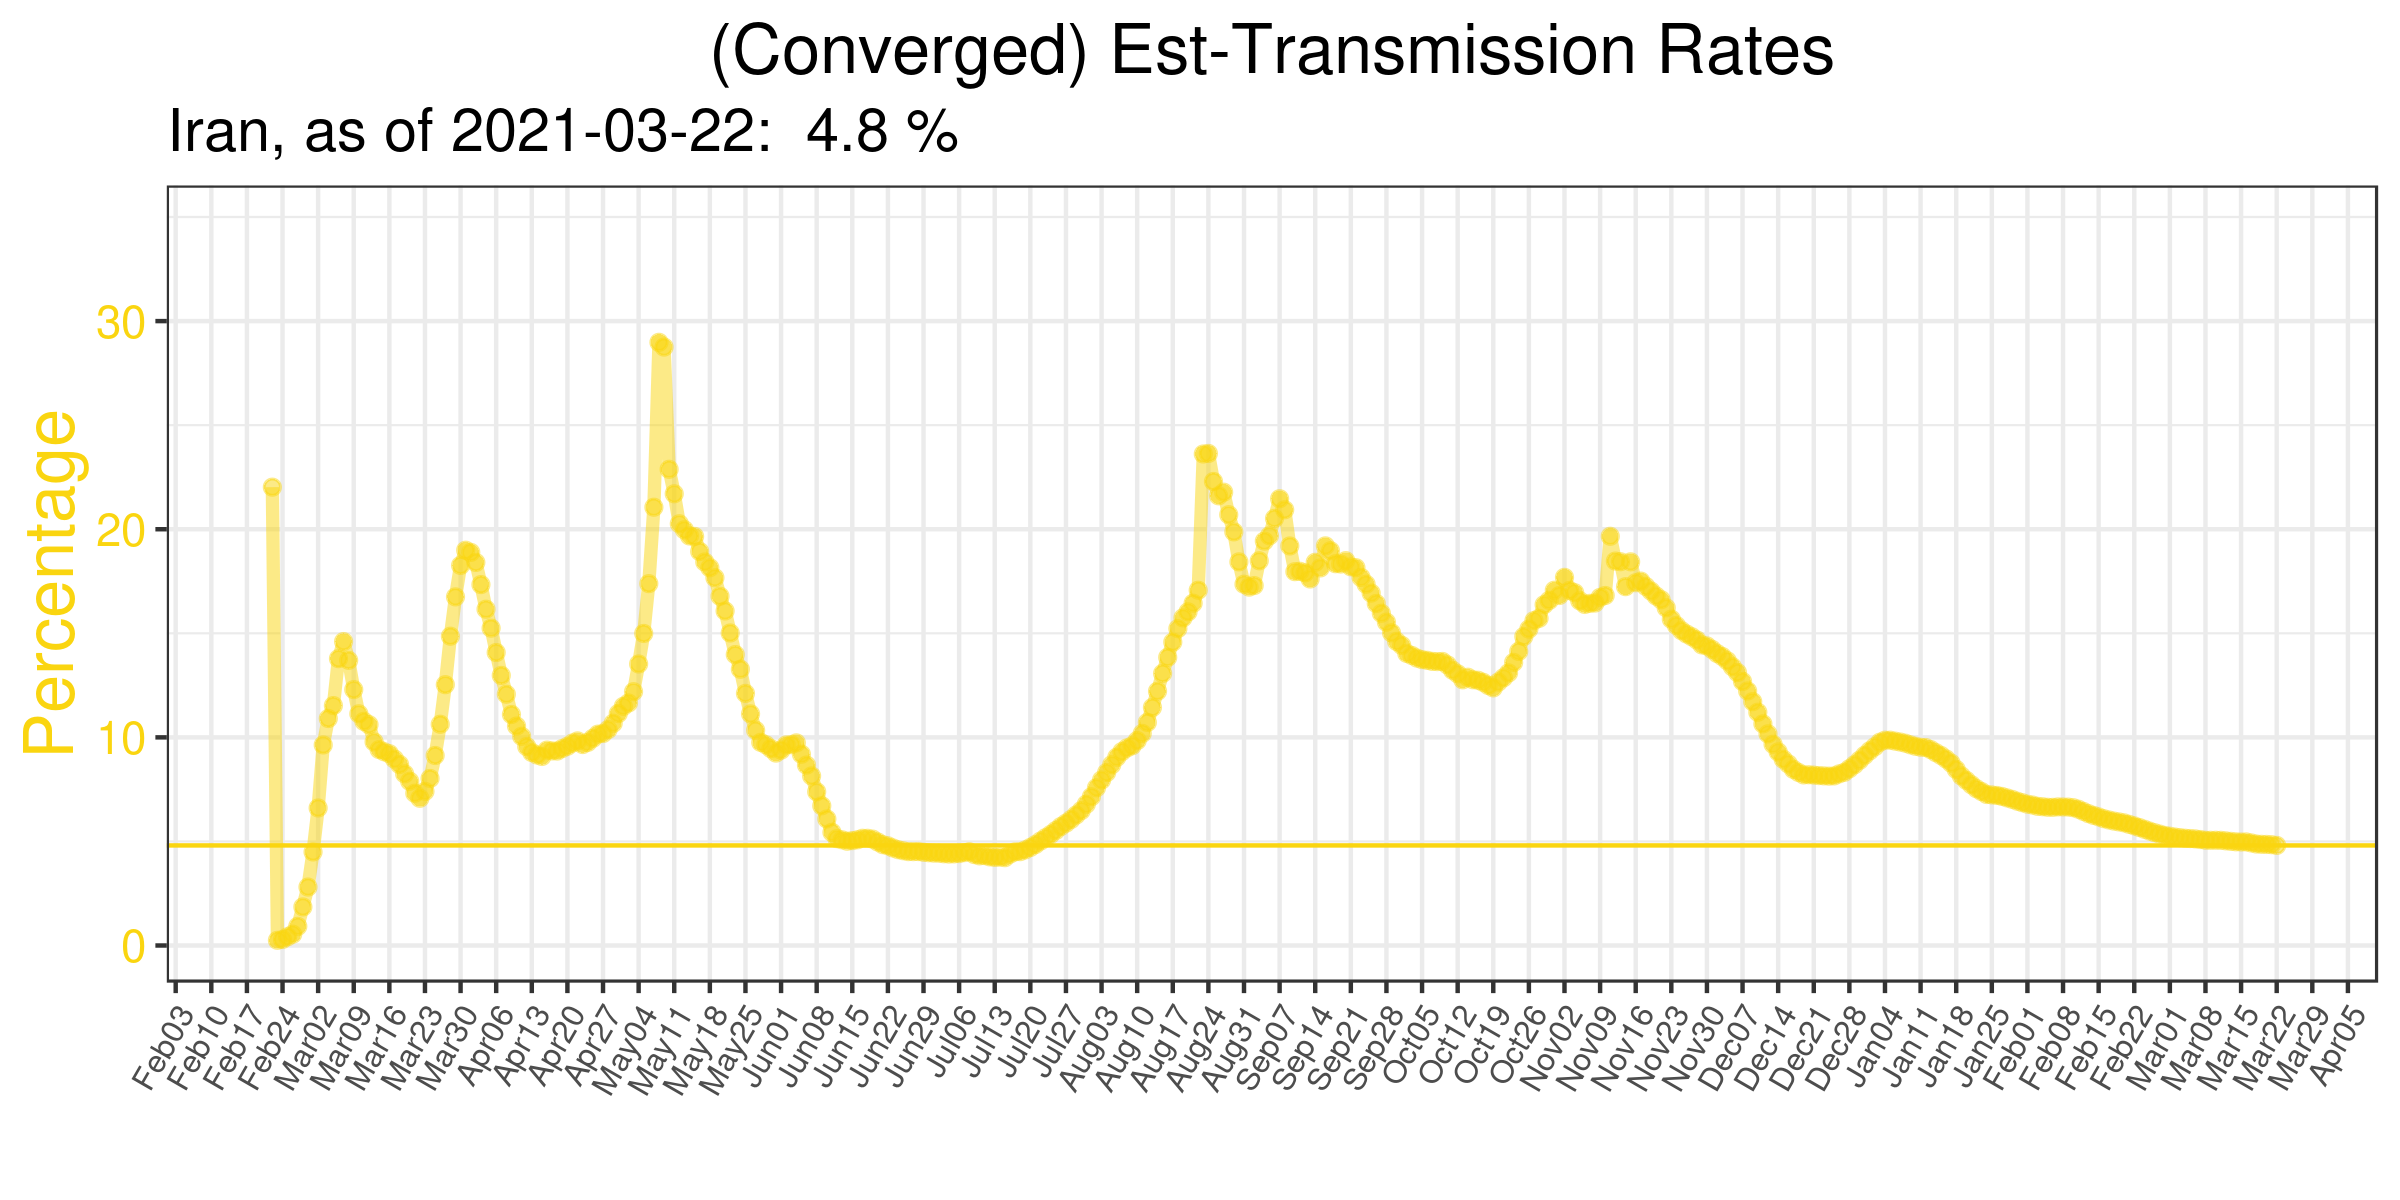 (Converged) Est-Transmission Rates
Iran, as of 2021-03-22:  4.8 %
Percentage
30
20
10
0
Feb03
Feb10
Feb17
Feb24
Mar02
Mar09
Mar16
Mar23
Mar30
Apr06
Apr13
Apr20
Apr27
May04
May11
May18
May25
Jun01
Jun08
Jun15
Jun22
Jun29
Jul06
Jul13
Jul20
Jul27
Aug03
Aug10
Aug17
Aug24
Aug31
Sep07
Sep14
Sep21
Sep28
Oct05
Oct12
Oct19
Oct26
Nov02
Nov09
Nov16
Nov23
Nov30
Dec07
Dec14
Dec21
Dec28
Jan04
Jan11
Jan18
Jan25
Feb01
Feb08
Feb15
Feb22
Mar01
Mar08
Mar15
Mar22
Mar29
Apr05